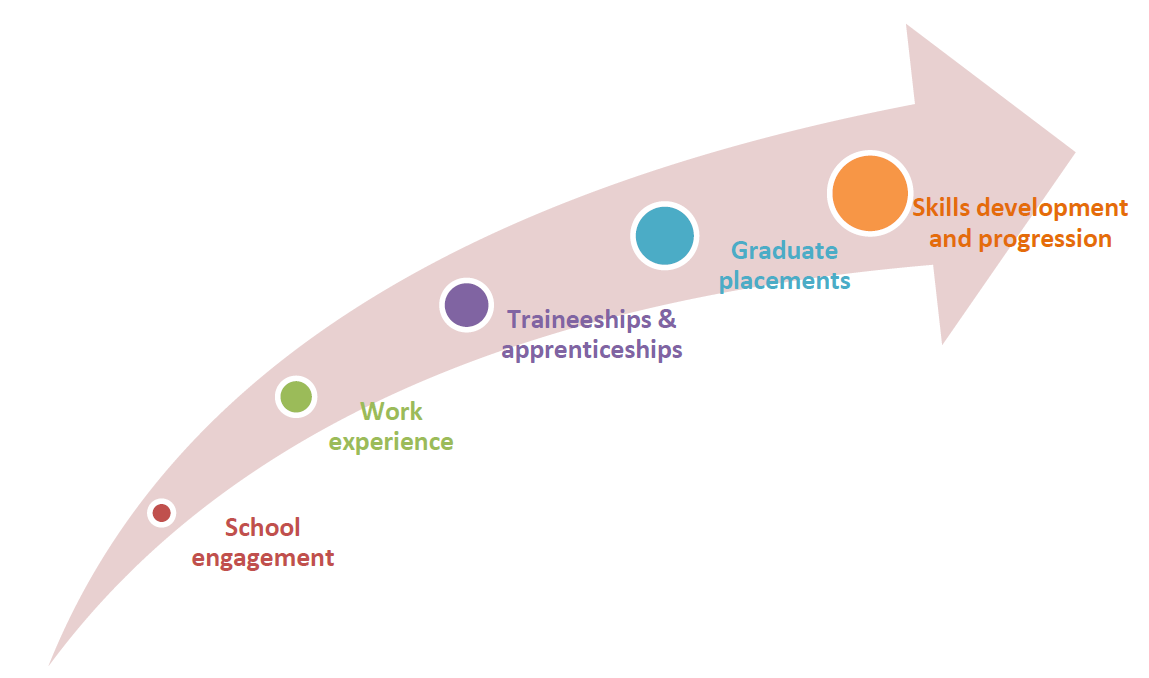 School
engagement
Work
experience
Traineeships &
apprenticeships
Graduate
placements
Skills development
and progression